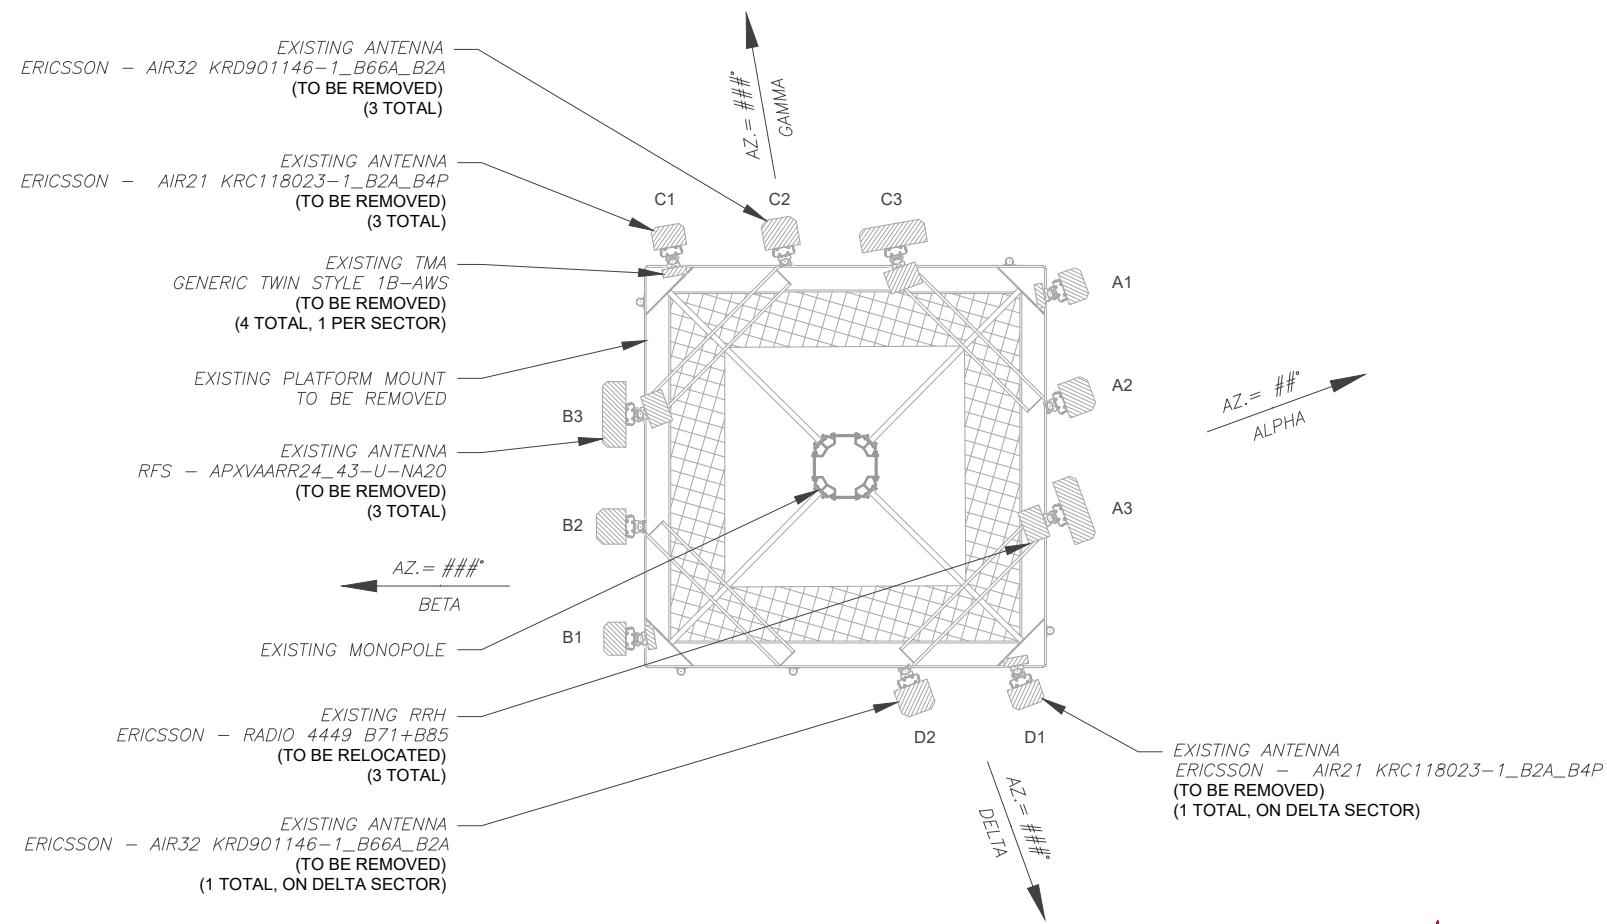 EXISTING ANTENNA
ERICSSON - AIR32 KRD901146-1_B66A_B2A
(TO BE REMOVED)
(3 TOTAL)
EXISTING ANTENNA
ERICSSON - AIR21 KRC118023-1_B2A_B4P
(TO BE REMOVED)
(3 TOTAL)
EXISTING TMA
GENERIC TWIN STYLE 1B-AWS
(TO BE REMOVED)
(4 TOTAL, 1 PER SECTOR)
EXISTING PLATFORM MOUNT
TO BE REMOVED
EXISTING ANTENNA
RFS - APXVAARR24_43-U-NA20
(TO BE REMOVED)
(3 TOTAL)
AZ.= ###°
BETA
EXISTING MONOPOLE
EXISTING RRH
ERICSSON - RADIO 4449 B71+B85
(TO BE RELOCATED)
(3 TOTAL)
EXISTING ANTENNA
ERICSSON - AIR32 KRD901146-1_B66A_B2A
(TO BE REMOVED)
(1 TOTAL, ON DELTA SECTOR)
AZ.= ###°
GAMMA
C1
C2
C3
B3
B2
B1
A1
A2
A3
AZ.= ##°
ALPHA
D2
D1
AZ.= ###°
DELTA
EXISTING ANTENNA
ERICSSON - AIR21 KRC118023-1_B2A_B4P
(TO BE REMOVED)
(1 TOTAL, ON DELTA SECTOR)